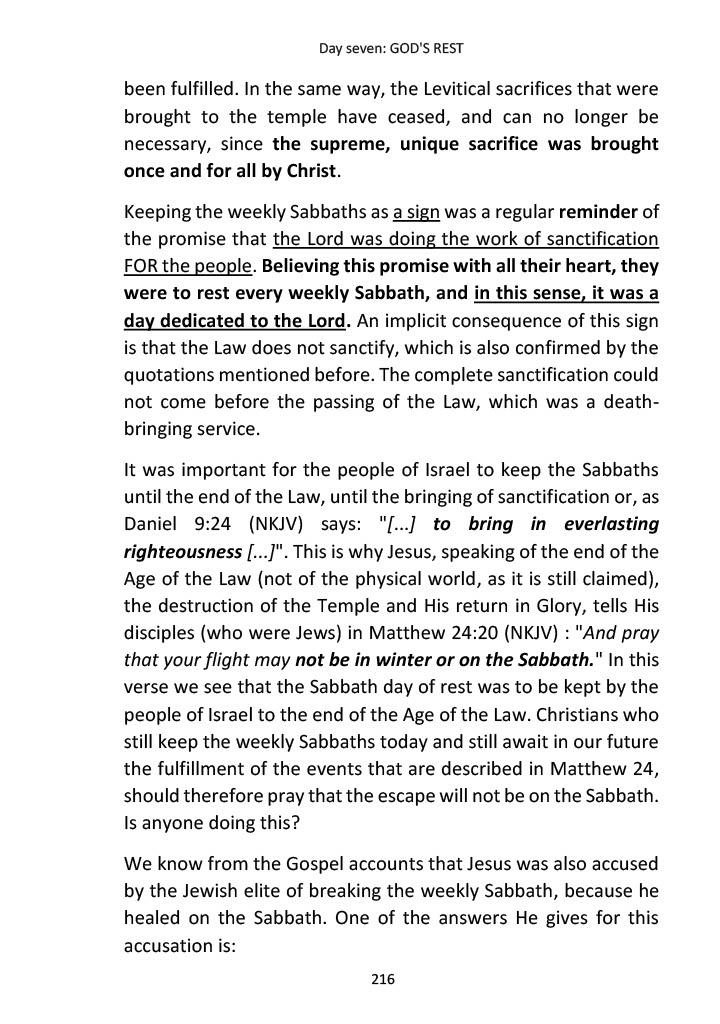 Day seven: GOD'S REST
been fulfilled. In the same way, the Levitical sacrifices that were
brought to the temple have ceased, and can no longer be
necessary, since the supreme, unique sacrifice was brought
once and for all by Christ.
Keeping the weekly Sabbaths as a sign was a regular reminder of
the promise that the Lord was doing the work of sanctification
FOR the people. Believing this promise with all their heart, they
were to rest every weekly Sabbath, and in this sense, it was a
day dedicated to the Lord. An implicit consequence of this sign
is that the Law does not sanctify, which is also confirmed by the
quotations mentioned before. The complete sanctification could
not come before the passing of the Law, which was a death-
bringing service.
It was important for the people of Israel to keep the Sabbaths
until the end of the Law, until the bringing of sanctification or, as
Daniel 9:24 (NKJV) says: "[...] to bring in everlasting
righteousness [...]". This is why Jesus, speaking of the end of the
Age of the Law (not of the physical world, as it is still claimed),
the destruction of the Temple and His return in Glory, tells His
disciples (who were Jews) in Matthew 24:20 (NKJV) : "And pray
that your flight may not be in winter or on the Sabbath." In this
verse we see that the Sabbath day of rest was to be kept by the
people of Israel to the end of the Age of the Law. Christians who
still keep the weekly Sabbaths today and still await in our future
the fulfillment of the events that are described in Matthew 24,
should therefore pray that the escape will not be on the Sabbath.
Is anyone doing this?
We know from the Gospel accounts that Jesus was also accused
by the Jewish elite of breaking the weekly Sabbath, because he
healed on the Sabbath. One of the answers He gives for this
accusation is:
216